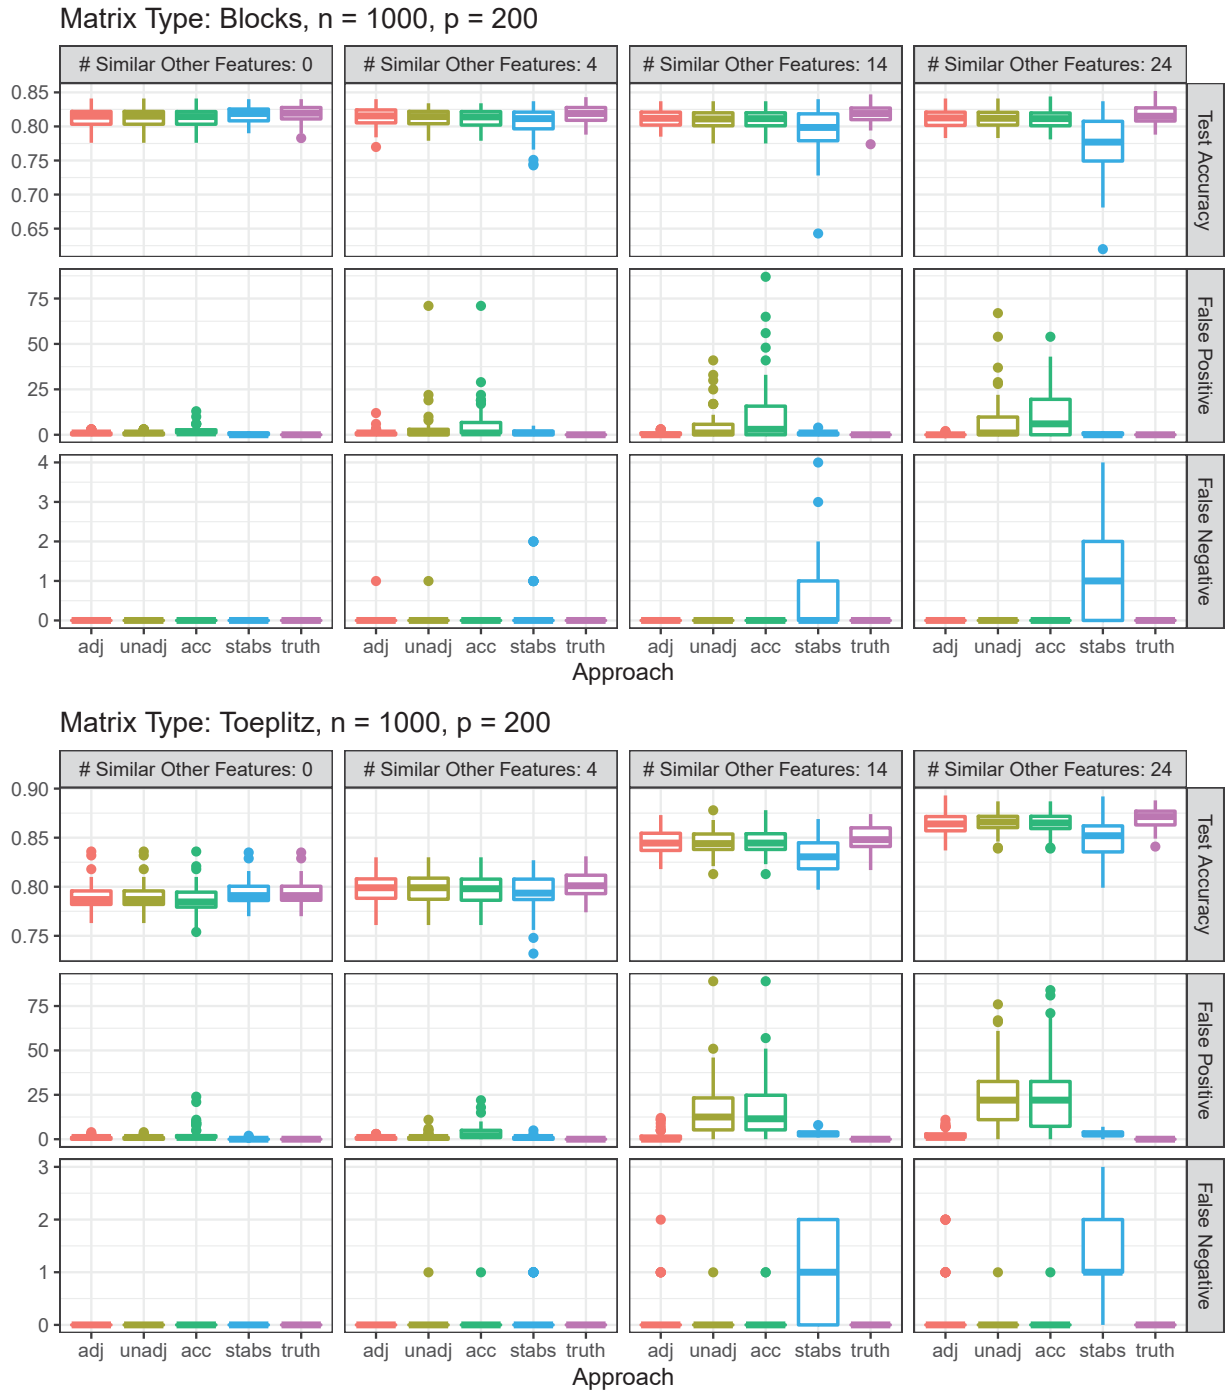 Matrix Type: Blocks, n = 1000, p = 200
# Similar Other Features: 0 # Similar Other Features: 4 # Similar Other Features: 14 # Similar Other Features: 24
0.85
0.80
0.75
0.70
0.65
Test Accuracy
75
50
25
0
False Positive
4
3
2
1
0
False Negative
adj unadj acc stabs truth adj unadj acc stabs truth adj unadj acc stabs truth adj unadj acc stabs truth
Approach
Matrix Type: Toeplitz, n = 1000, p = 200
# Similar Other Features: 0 # Similar Other Features: 4 # Similar Other Features: 14 # Similar Other Features: 24
0.90
0.85
0.80
0.75
Test Accuracy
75
50
25
0
False Positive
3
2
1
0
False Negative
adj unadj acc stabs truth adj unadj acc stabs truth adj unadj acc stabs truth adj unadj acc stabs truth
Approach